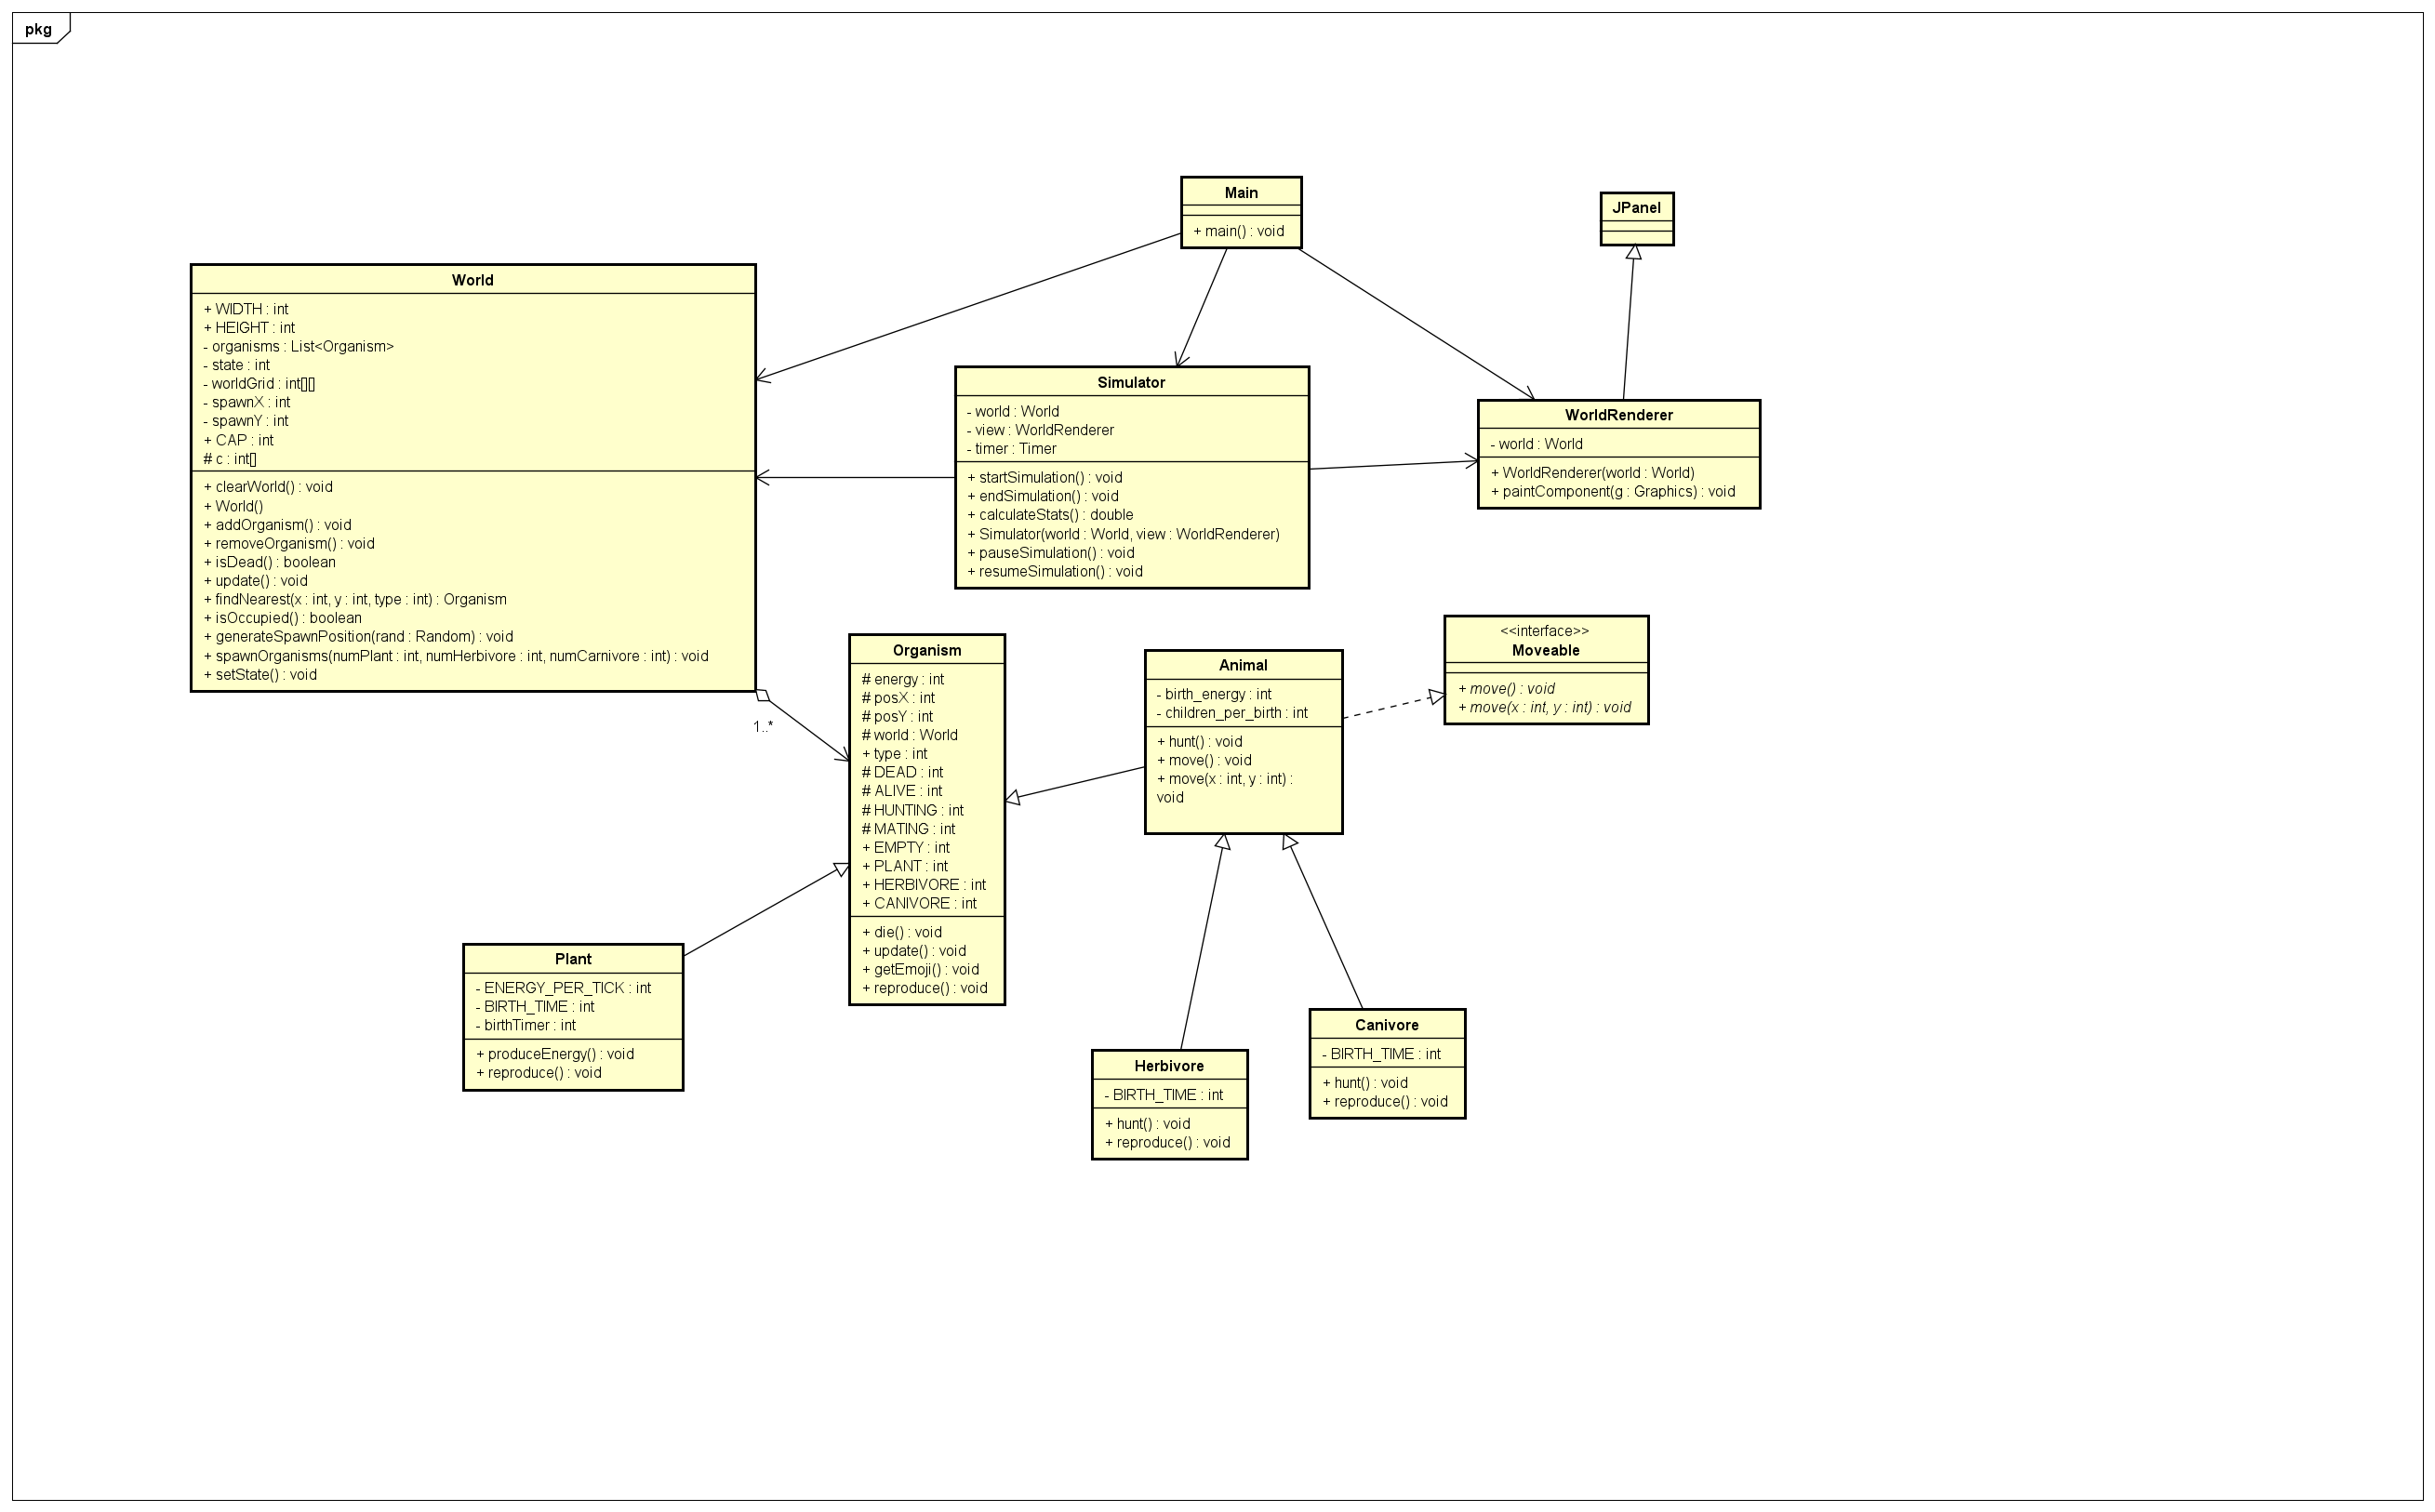 pkg
Main
+ main() : void
JPanel
World
+ WIDTH : int
+ HEIGHT : int
- organisms : List<Organism>
- state : int
- worldGrid : int[][]
- spawnX : int
- spawnY : int
+ CAP : int
# c : int[]
+ clearWorld() : void
+ World()
+ addOrganism() : void
+ removeOrganism() : void
+ isDead() : boolean
+ update() : void
+ findNearest(x : int, y : int, type : int) : Organism
+ isOccupied() : boolean
+ generateSpawnPosition(rand : Random) : void
+ spawnOrganisms(numPlant : int, numHerbivore : int, numCarnivore : int) : void
+ setState() : void
1..*
Simulator
- world : World
- view : WorldRenderer
- timer : Timer
+ startSimulation() : void
+ endSimulation() : void
+ calculateStats() : double
+ Simulator(world : World, view : WorldRenderer)
+ pauseSimulation() : void
+ resumeSimulation() : void
WorldRenderer
- world : World
+ WorldRenderer(world : World)
+ paintComponent(g : Graphics) : void
Organism
# energy : int
# posX : int
# posY : int
# world : World
+ type : int
# DEAD : int
# ALIVE : int
# HUNTING : int
# MATING : int
+ EMPTY : int
+ PLANT : int
+ HERBIVORE : int
+ CANIVORE : int
+ die() : void
+ update() : void
+ getEmoji() : void
+ reproduce() : void
Animal
- birth_energy : int
- children_per_birth : int
+ hunt() : void
+ move() : void
+ move(x : int, y : int) :
void
<<interface>>
Moveable
+ move() : void
+ move(x : int, y : int) : void
Plant
- ENERGY_PER_TICK : int
- BIRTH_TIME : int
- birthTimer : int
+ produceEnergy() : void
+ reproduce() : void
Herbivore
- BIRTH_TIME : int
+ hunt() : void
+ reproduce() : void
Canivore
- BIRTH_TIME : int
+ hunt() : void
+ reproduce() : void